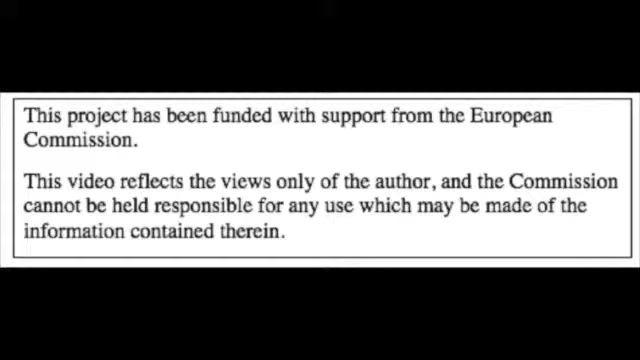 This project has been funded with support from the European
Commission.
This video reflects the views only of the author, and the Commission
cannot be held responsible for any use which may be made of the
information contained therein.